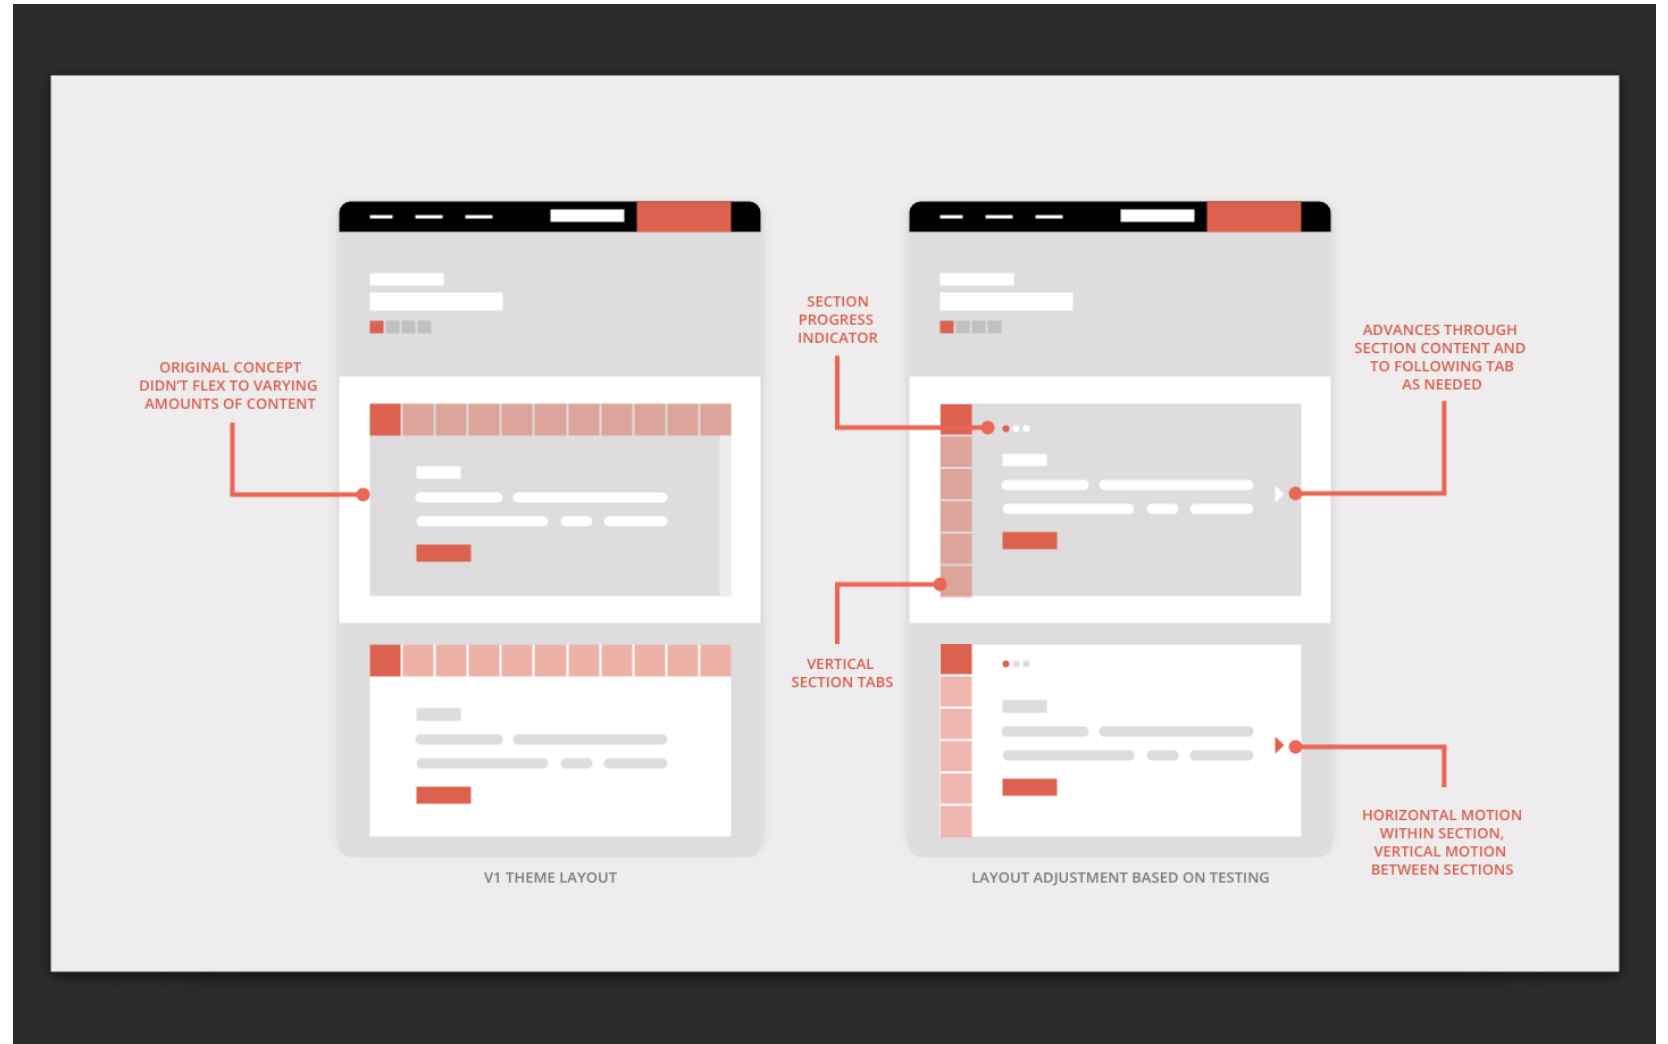 ORIGINAL CONCEPT
DIDN'T FLEX TO VARYING
AMOUNTS OF CONTENT
V1 THEME LAYOUT
SECTION
PROGRESS
INDICATOR
VERTICAL
SECTION TABS
ADVANCES THROUGH
SECTION CONTENT AND
TO FOLLOWING TAB
AS NEEDED
HORIZONTAL MOTION
WITHIN SECTION,
VERTICAL MOTION
BETWEEN SECTIONS
LAYOUT ADJUSTMENT BASED ON TESTING